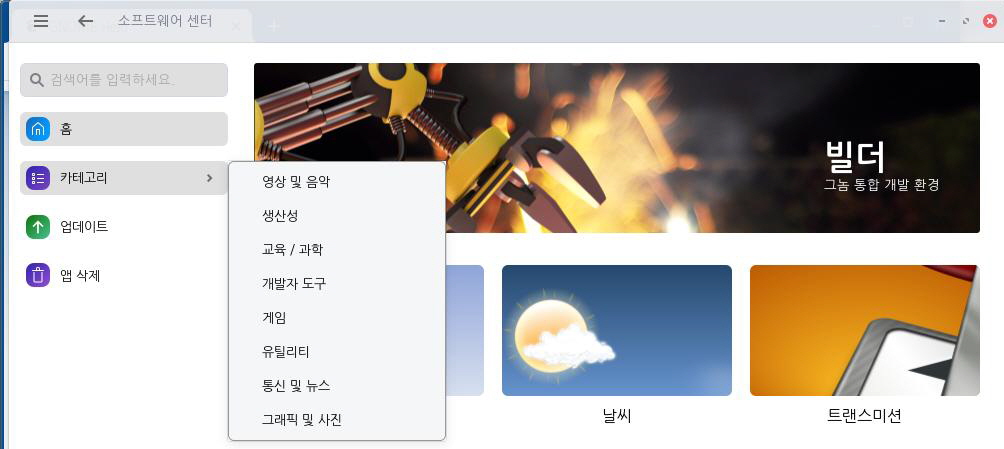 소프트웨어 센터
검색어를 입력하세요.
홈
카테고리
업데이트
앱 삭제
영상 및 음악
생산성
교육 / 과학
개발자 도구
게임
유틸리티
통신 및 뉴스
그래픽 및 사진
빌더
그놈 통합 개발 환경
날씨
트랜스미션